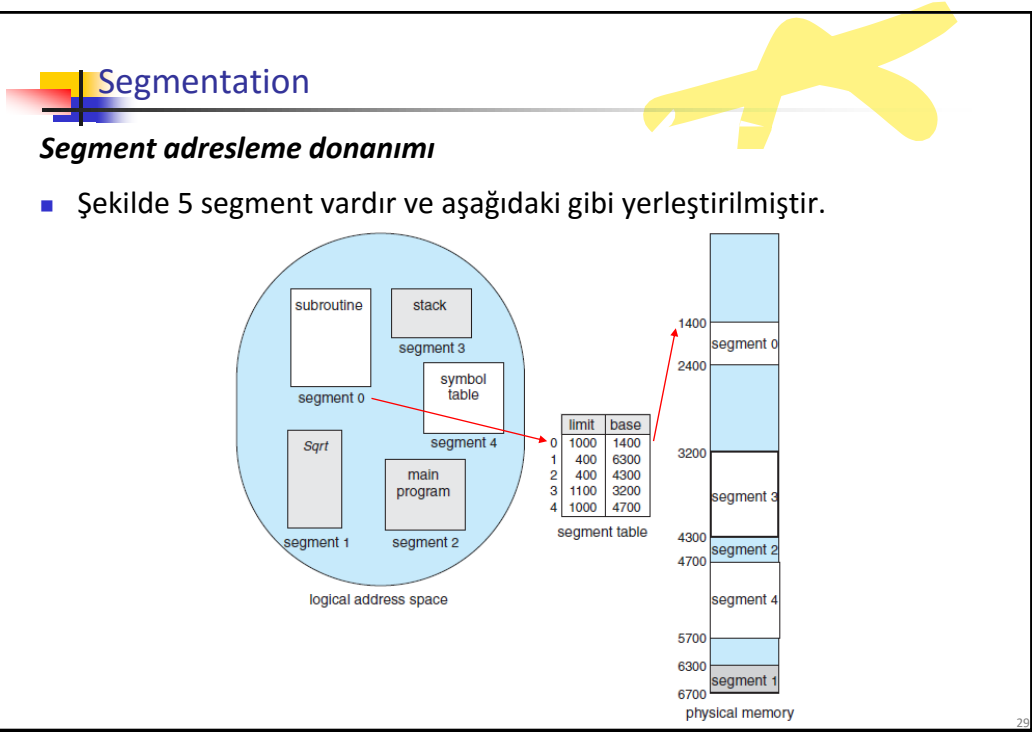 Segmentation
Segment adresleme donanımı
Şekilde 5 segment vardır ve aşağıdaki gibi yerleştirilmiştir.
subroutine
segment 0
stack
segment 3
symbol
table
segment 4
Sqrt
segment 1
main
program
segment 2
logical address space
limit base
0 1000 1400
1 400 6300
2 400 4300
3 1100 3200
4 1000 4700
segment table
1400
segment 0
2400
3200
segment 3
4300
segment 2
4700
segment 4
5700
6300
segment 1
6700
physical memory
29